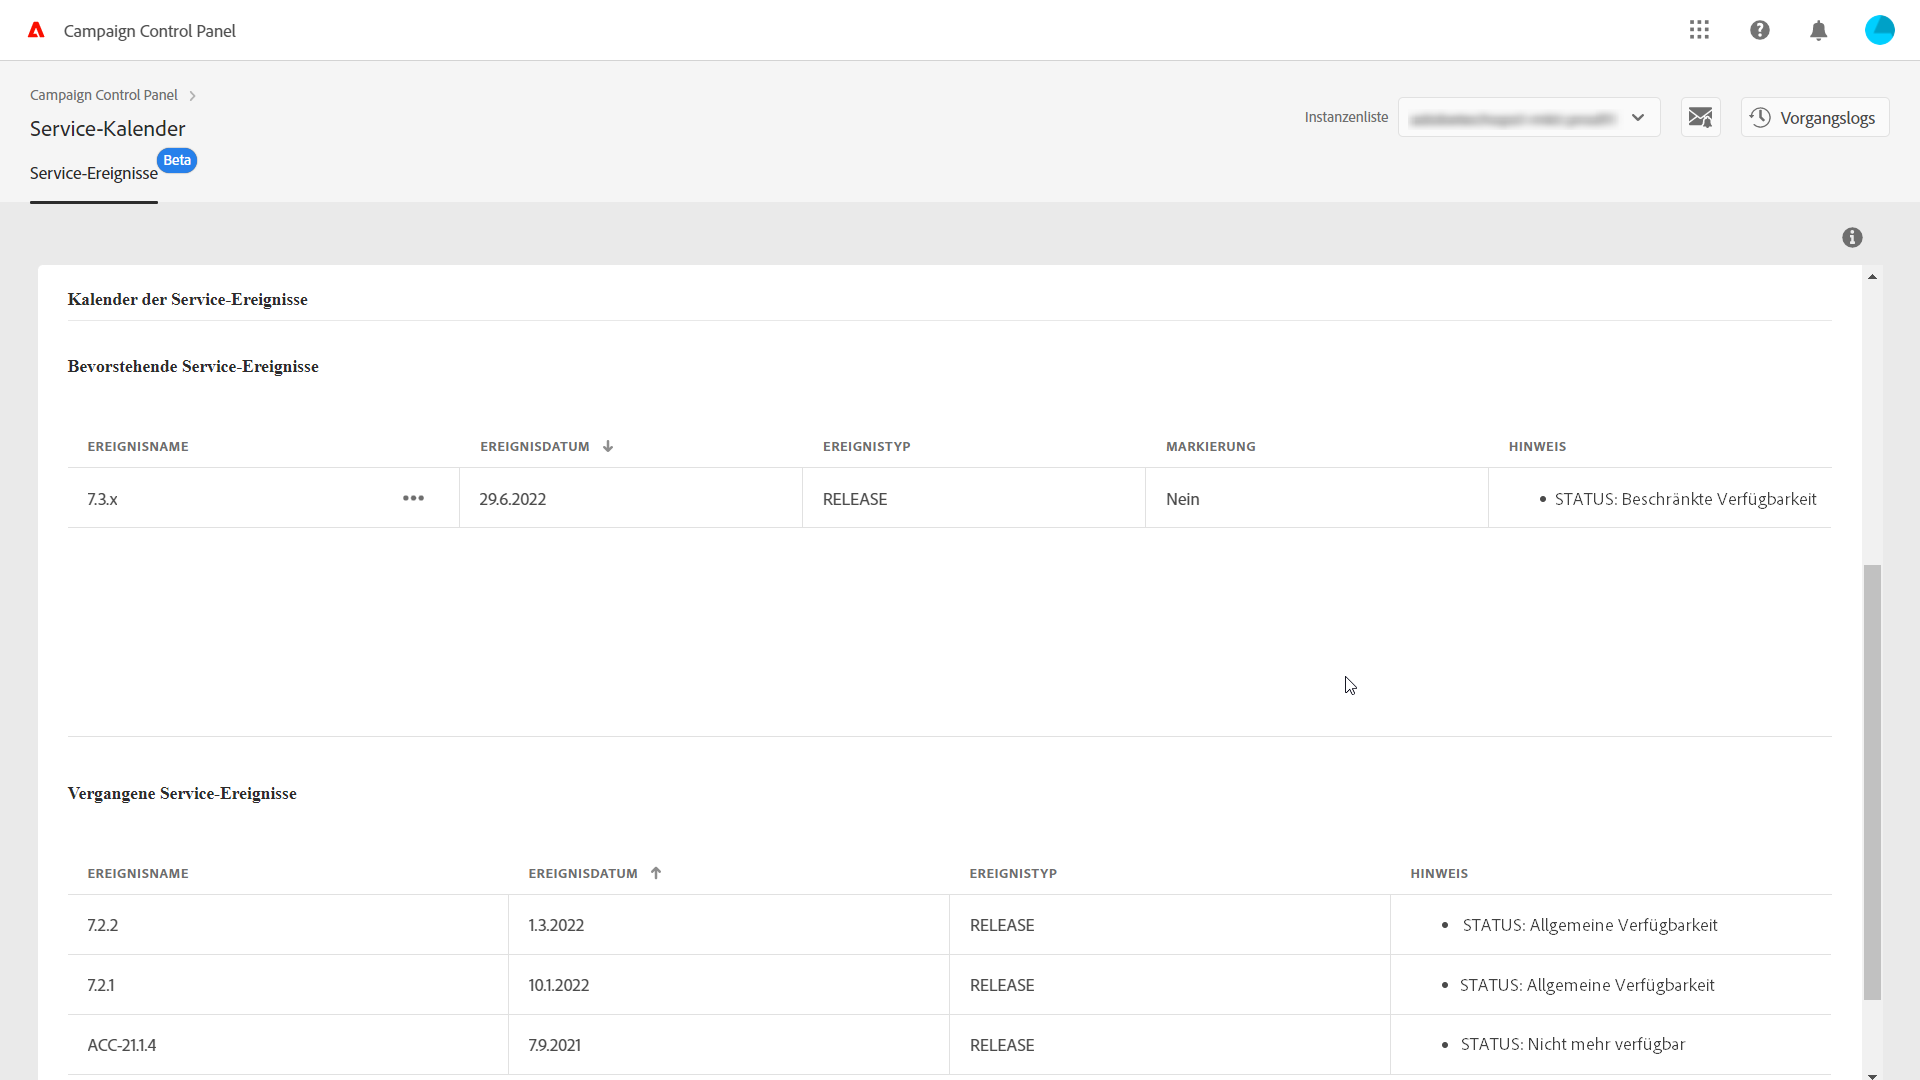 Campaign Control Panel
Campaign Control Panel
Service-Kalender
Instanzenliste
Vorgangslogs
Service-Ereignisse
Beta
Kalender der Service-Ereignisse
Bevorstehende Service-Ereignisse
EREIGNISNAME EREIGNISDATUM EREIGNISTYP MARKIERUNG HINWEIS
7.3.x 29.6.2022 RELEASE Nein • STATUS: Beschränkte Verfügbarkeit
Vergangene Service-Ereignisse
EREIGNISNAME EREIGNISDATUM EREIGNISTYP HINWEIS
7.2.2 1.3.2022 RELEASE • STATUS: Allgemeine Verfügbarkeit
7.2.1 10.1.2022 RELEASE • STATUS: Allgemeine Verfügbarkeit
ACC-21.1.4 7.9.2021 RELEASE • STATUS: Nicht mehr verfügbar